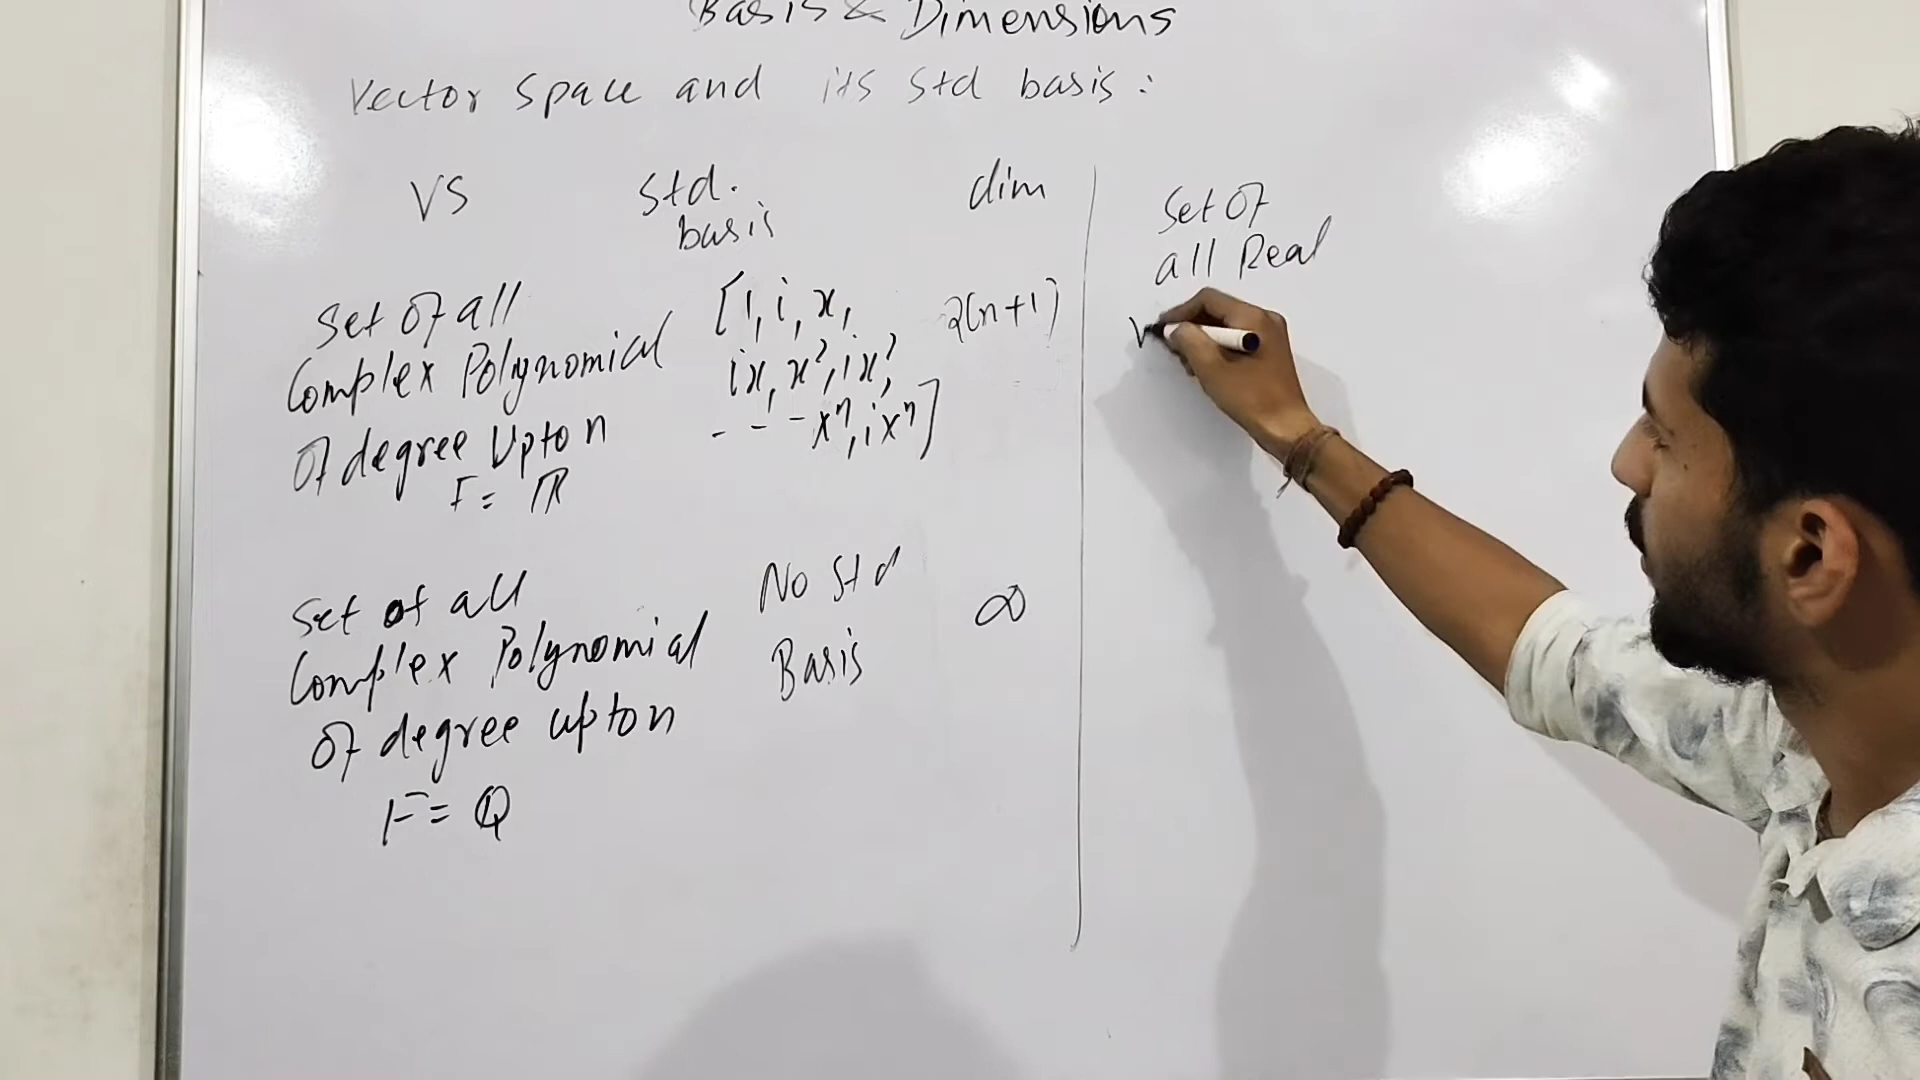 Basis & Dimensions
Vector space and its std basis :
VS std. basis dim
Set of all
Complex Polynomial
of degree upto n
F = R
[1, i, x,
ix, x², ix²,
- - - xⁿ, ixⁿ]
2(n+1)
Set of all
Complex Polynomial
of degree upto n
F = Q
No Std
Basis
∞
Set of
all Real